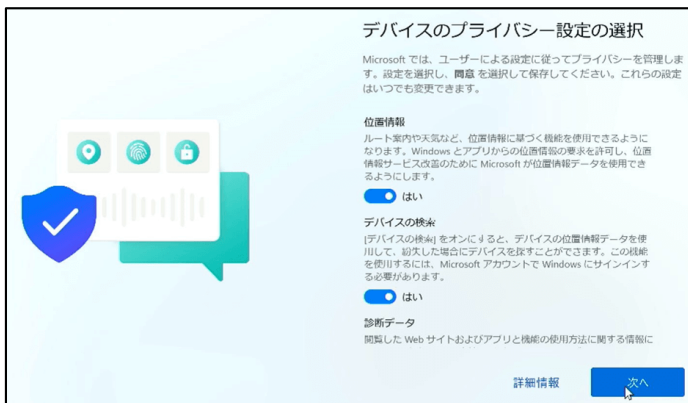 デバイスのプライバシー設定の選択
Microsoft では、ユーザーによる設定に従ってプライバシーを管理しま
す。設定を選択し、同意 を選択して保存してください。これらの設定
はいつでも変更できます。
位置情報
ルート案内や天気など、位置情報に基づく機能を使用できるように
なります。Windows とアプリからの位置情報の要求を許可し、位置
情報サービス改善のために Microsoft が位置情報データを使用でき
るようにします。
はい
デバイスの検索
[デバイスの検索] をオンにすると、デバイスの位置情報データを使
用して、紛失した場合にデバイスを探すことができます。この機能
を使用するには、Microsoft アカウントで Windows にサインインす
る必要があります。
はい
診断データ
閲覧した Web サイトおよびアプリと機能の使用方法に関する情報に
詳細情報
次へ